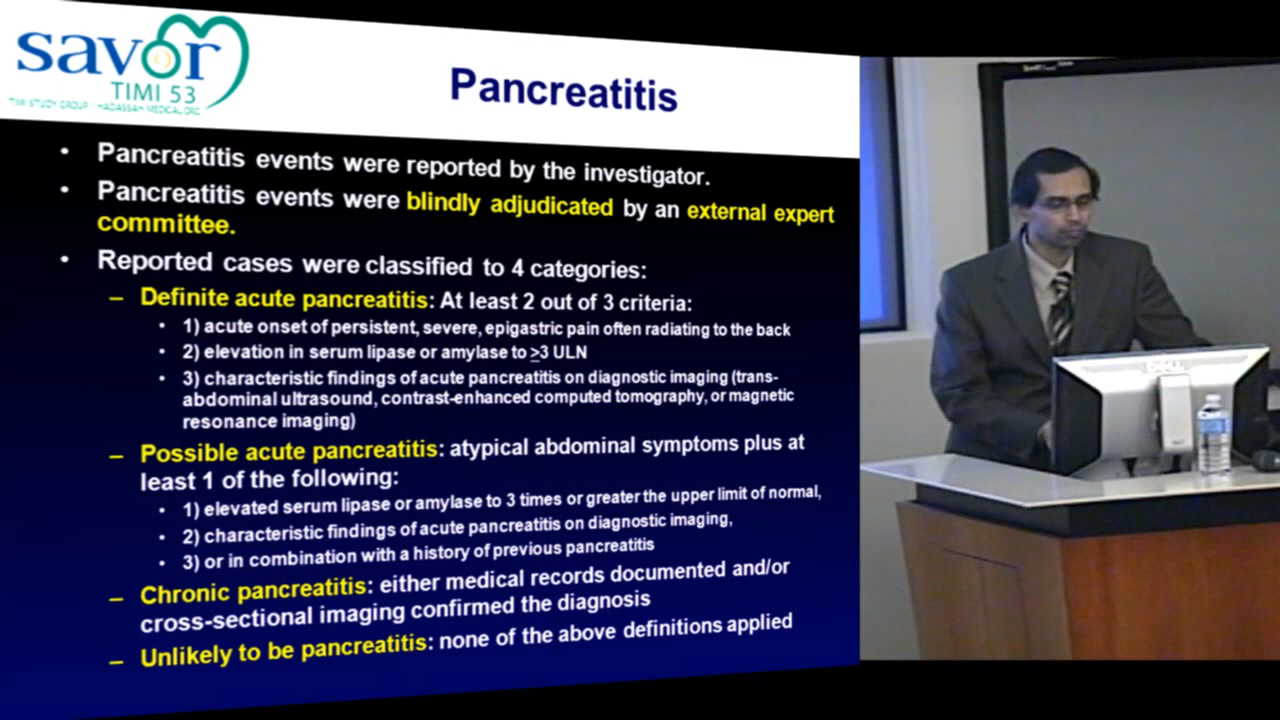 savor
TIMI 53
TIMI STUDY GROUP - HADASSAH MEDICAL ORG
Pancreatitis
• Pancreatitis events were reported by the investigator.
• Pancreatitis events were blindly adjudicated by an external expert
committee.
• Reported cases were classified to 4 categories:
– Definite acute pancreatitis: At least 2 out of 3 criteria:
• 1) acute onset of persistent, severe, epigastric pain often radiating to the back
• 2) elevation in serum lipase or amylase to ≥3 ULN
• 3) characteristic findings of acute pancreatitis on diagnostic imaging (trans-
abdominal ultrasound, contrast-enhanced computed tomography, or magnetic
resonance imaging)
– Possible acute pancreatitis: atypical abdominal symptoms plus at
least 1 of the following:
• 1) elevated serum lipase or amylase to 3 times or greater the upper limit of normal,
• 2) characteristic findings of acute pancreatitis on diagnostic imaging,
• 3) or in combination with a history of previous pancreatitis
– Chronic pancreatitis: either medical records documented and/or
cross-sectional imaging confirmed the diagnosis
– Unlikely to be pancreatitis: none of the above definitions applied
DELL